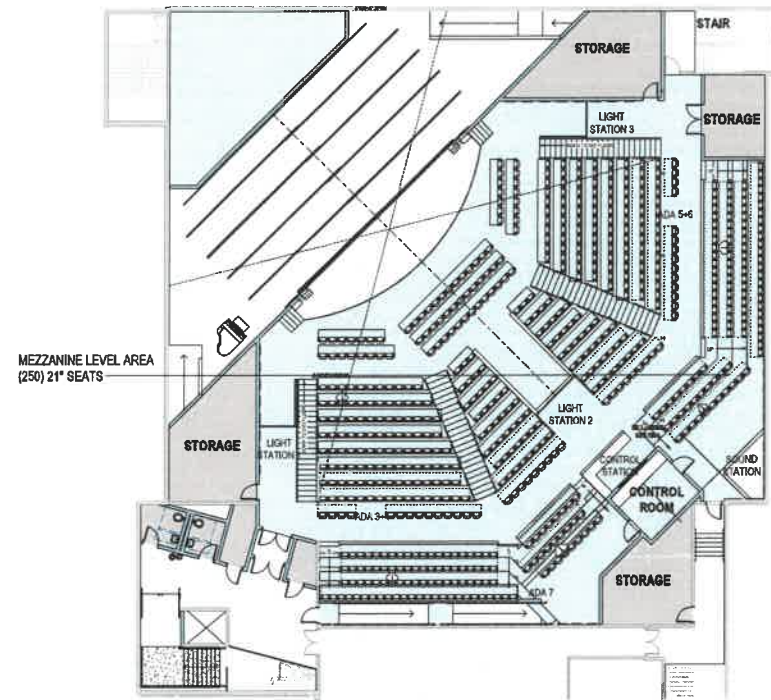 STAIR
STORAGE
STORAGE
LIGHT
STATION 3
ADA 5+6
MEZZANINE LEVEL AREA
(250) 21" SEATS
LIGHT
STATION 2
LIGHT
STATION
STORAGE
CONTROL
STATION
SOUND
STATION
CONTROL
ROOM
ADA 3
STORAGE
ADA 7